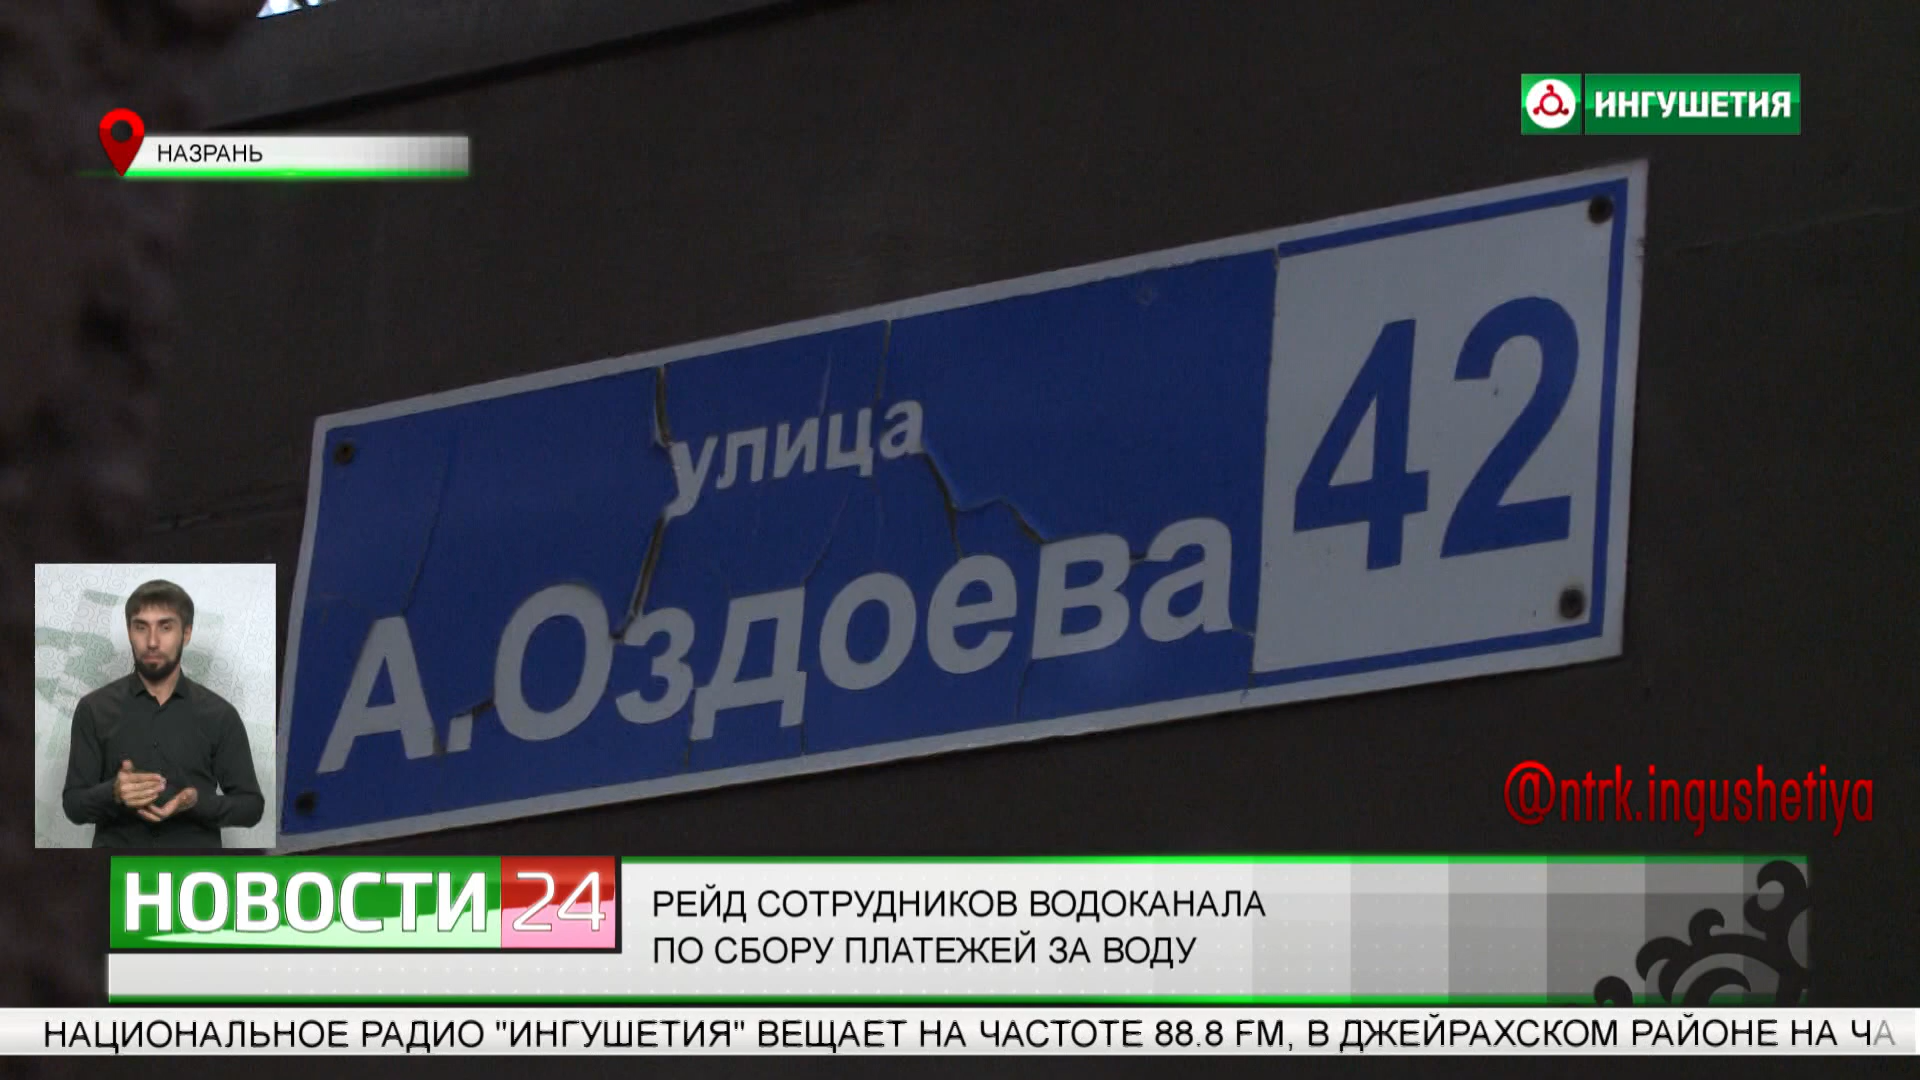 ИНГУШЕТИЯ
НАЗРАНЬ
улица
А.Оздоева
42
@ntrk.ingushetiya
НОВОСТИ 24
РЕЙД СОТРУДНИКОВ ВОДОКАНАЛА
ПО СБОРУ ПЛАТЕЖЕЙ ЗА ВОДУ
НАЦИОНАЛЬНОЕ РАДИО "ИНГУШЕТИЯ" ВЕЩАЕТ НА ЧАСТОТЕ 88.8 FM, В ДЖЕЙРАХСКОМ РАЙОНЕ НА ЧА